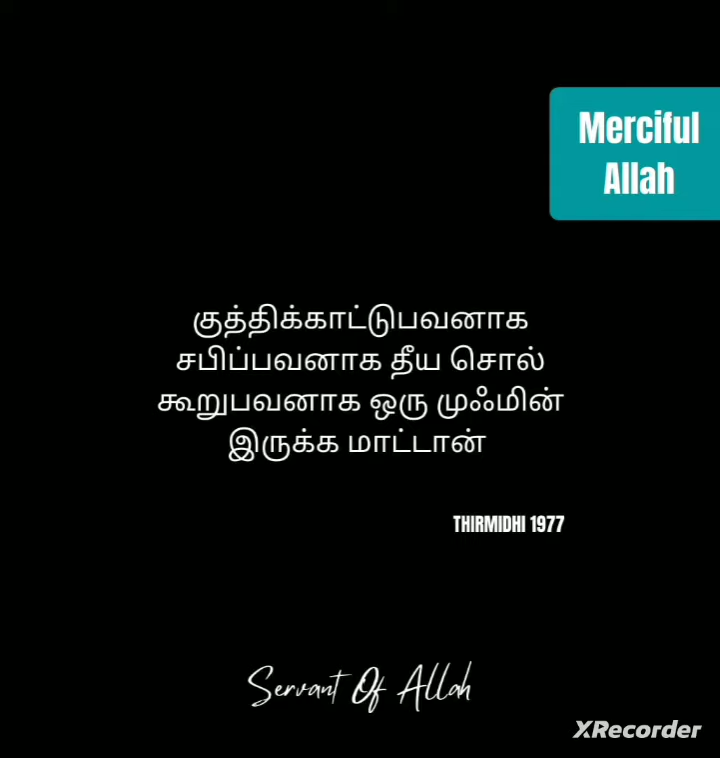 Merciful
Allah
குத்திக்காட்டுபவனாக
சபிப்பவனாக தீய சொல்
கூறுபவனாக ஒரு முஃமின்
இருக்க மாட்டான்
THIRMIDHI 1977
Servant Of Allah
XRecorder